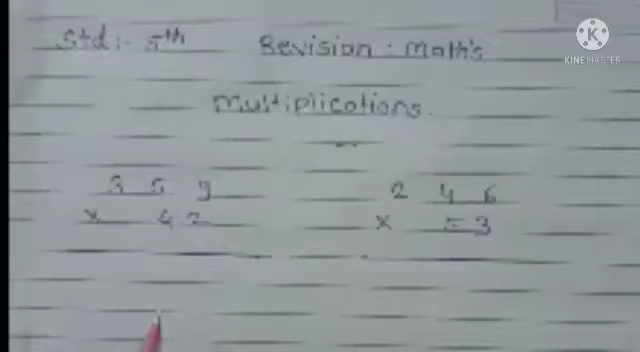 Std:- 5th Revision : Math's
Multiplications.
3 5 9 2 4 6
x 4 2 x 5 3
KINEMASTER